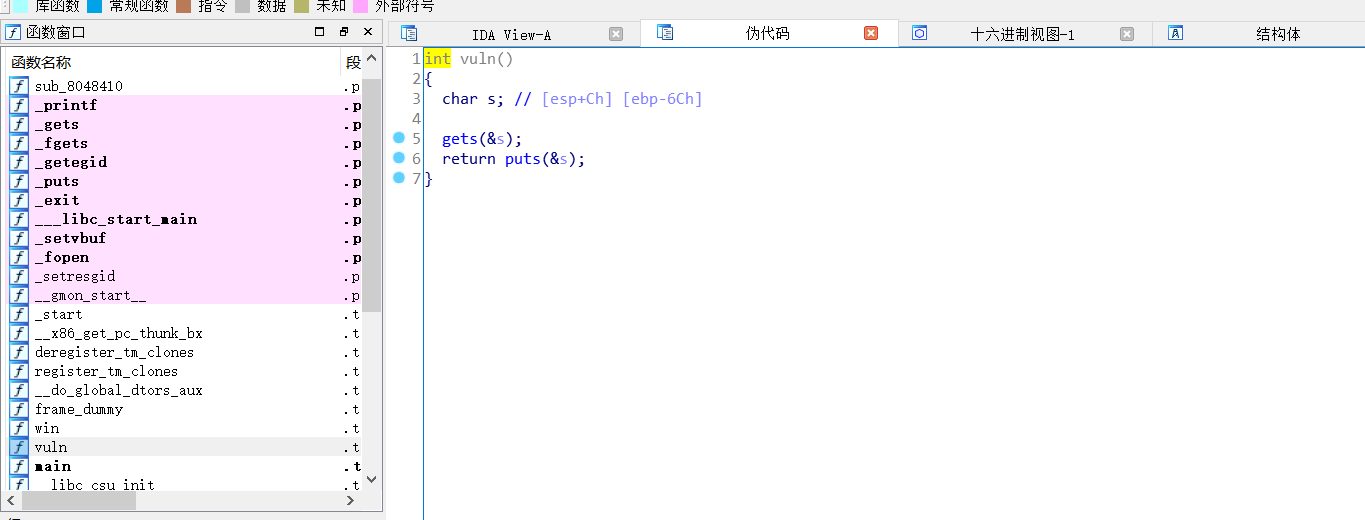 库函数 常规函数 指令 数据 未知 外部符号
函数窗口
函数名称 段
sub_8048410 .p
_printf .p
_gets .p
_fgets .p
_getegid .p
_puts .p
_exit .p
___libc_start_main .p
_setvbuf .p
_fopen .p
_setresgid .p
__gmon_start__ .p
_start .t
__x86_get_pc_thunk_bx .t
deregister_tm_clones .t
register_tm_clones .t
__do_global_dtors_aux .t
frame_dummy .t
win .t
vuln .t
main .t
__libc_csu_init .t
IDA View-A 伪代码 十六进制视图-1 结构体
1 int vuln()
2 {
3 char s; // [esp+Ch] [ebp-6Ch]
4
5 gets(&s);
6 return puts(&s);
7 }